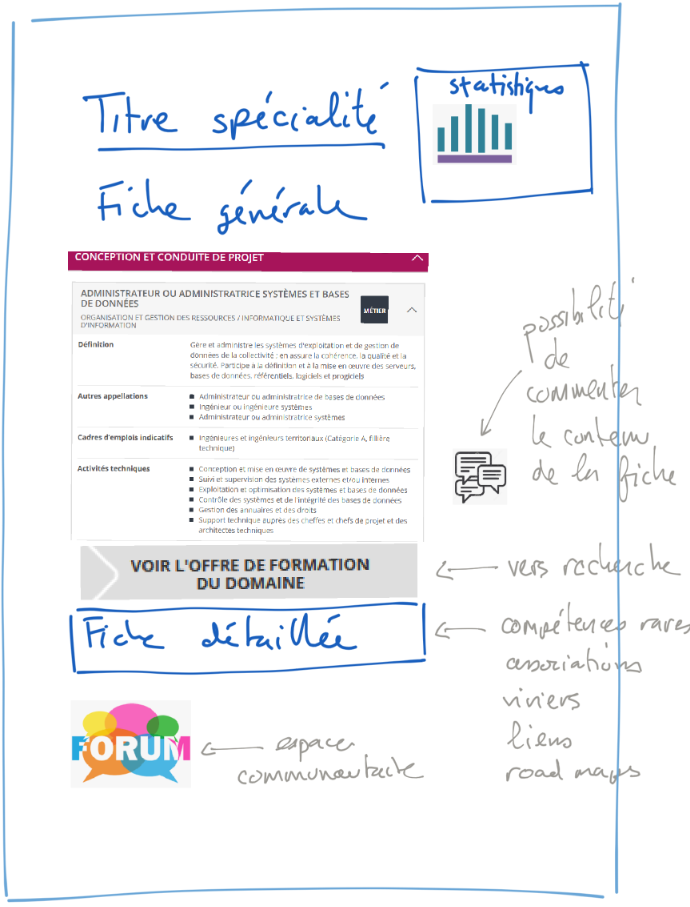 Titre spécialité
statistiques
Fiche générale
CONCEPTION ET CONDUITE DE PROJET
ADMINISTRATEUR OU ADMINISTRATRICE SYSTÈMES ET BASES
DE DONNÉES
MÉTIER
ORGANISATION ET GESTION DES RESSOURCES / INFORMATIQUE ET SYSTÈMES
D'INFORMATION
Définition
Gère et administre les systèmes d'exploitation et de gestion de
données de la collectivité ; en assure la cohérence, la qualité et la
sécurité. Participe à la définition et à la mise en œuvre des serveurs,
bases de données, référentiels, logiciels et progiciels
Autres appellations
■ Administrateur ou administratrice de bases de données
■ Ingénieur ou ingénieure systèmes
■ Administrateur ou administratrice systèmes
Cadres d'emplois indicatifs
■ Ingénieures et ingénieurs territoriaux (Catégorie A, filière
technique)
Activités techniques
■ Conception et mise en œuvre de systèmes et bases de données
■ Suivi et supervision des systèmes externes et/ou internes
■ Exploitation et optimisation des systèmes et bases de données
■ Contrôle des systèmes et de l'intégrité des bases de données
■ Gestion des annuaires et des droits
■ Support technique auprès des cheffes et chefs de projet et des
architectes techniques
possibilité
de
commenter
le contenu
de la fiche
VOIR L'OFFRE DE FORMATION
DU DOMAINE
vers recherche
Fiche détaillée
compétences rares
associations
viviers
liens
road maps
FORUM
espace
communautaire